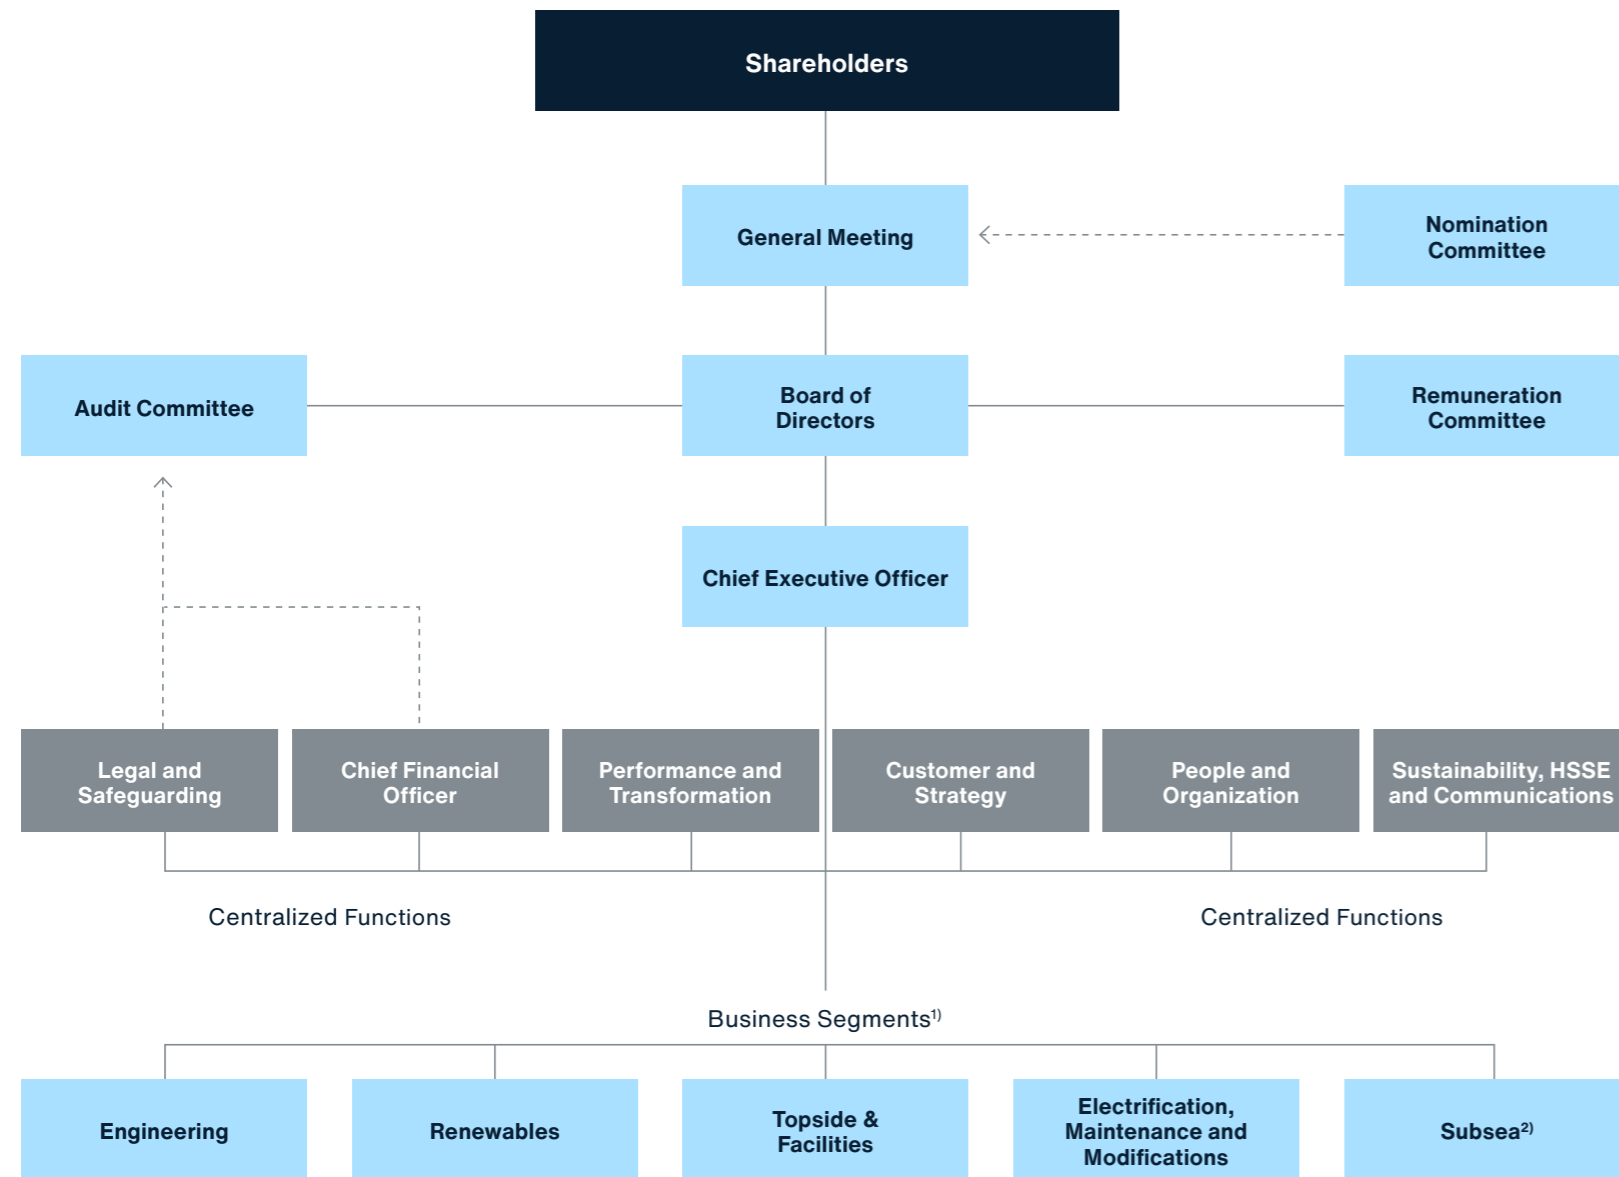 Shareholders
General Meeting
Nomination
Committee
Audit Committee
Board of
Directors
Remuneration
Committee
Chief Executive Officer
Legal and
Safeguarding
Chief Financial
Officer
Performance and
Transformation
Customer and
Strategy
People and
Organization
Sustainability, HSSE
and Communications
Centralized Functions
Centralized Functions
Business Segments¹⁾
Engineering
Renewables
Topside &
Facilities
Electrification,
Maintenance and
Modifications
Subsea²⁾